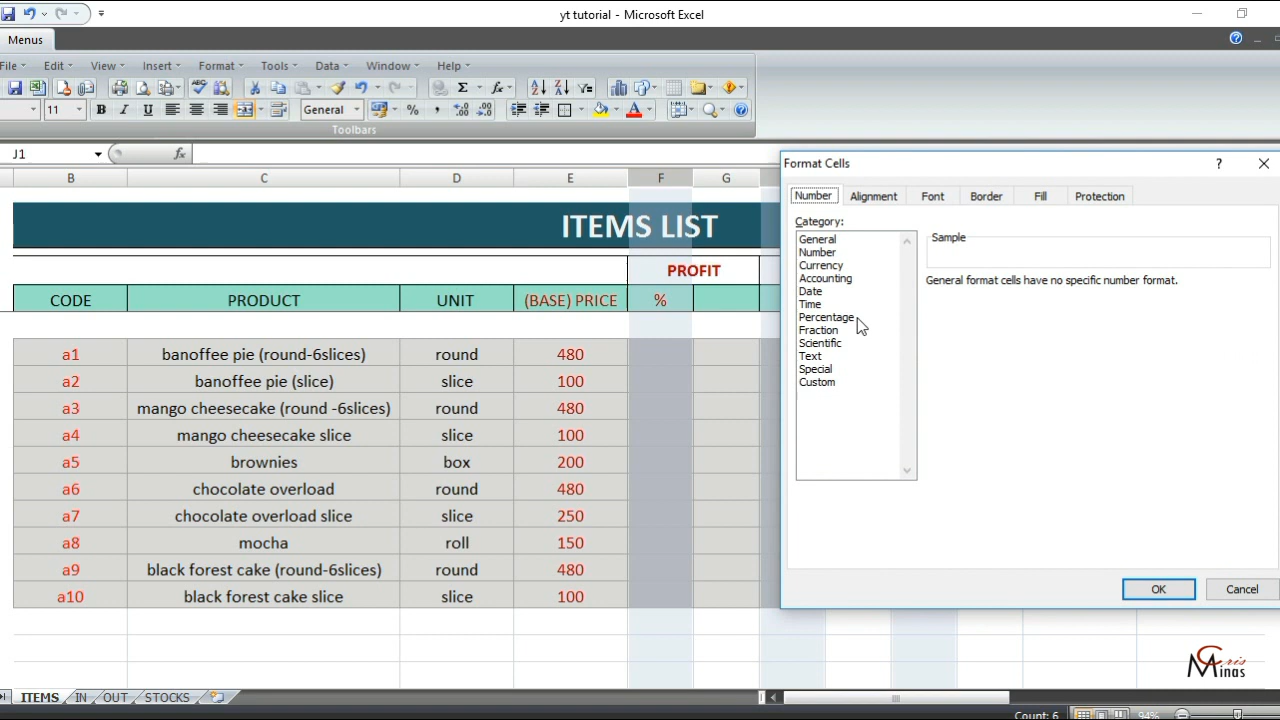 yt tutorial - Microsoft Excel
Menus
File Edit View Insert Format Tools Data Window Help
11 General
Toolbars
J1
fx
B C D E F G
ITEMS LIST
PROFIT
CODE PRODUCT UNIT (BASE) PRICE %
a1 banoffee pie (round-6slices) round 480
a2 banoffee pie (slice) slice 100
a3 mango cheesecake (round -6slices) round 480
a4 mango cheesecake slice slice 100
a5 brownies box 200
a6 chocolate overload round 480
a7 chocolate overload slice slice 250
a8 mocha roll 150
a9 black forest cake (round-6slices) round 480
a10 black forest cake slice slice 100
Format Cells
Number Alignment Font Border Fill Protection
Category:
General
Number
Currency
Accounting
Date
Time
Percentage
Fraction
Scientific
Text
Special
Custom
Sample
General format cells have no specific number format.
OK Cancel
Cris
Minas
ITEMS IN OUT STOCKS
Count: 6 94%